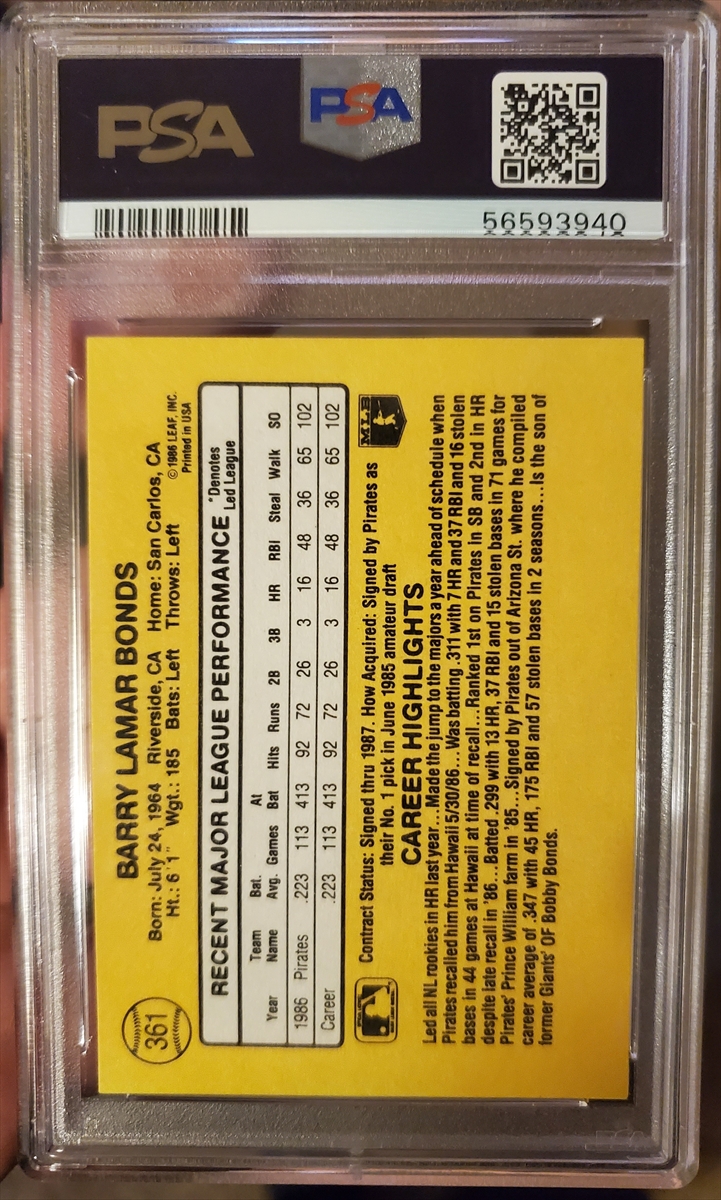 PSA
PSA
56593940
361
BARRY LAMAR BONDS
Born: July 24, 1964 Riverside, CA Home: San Carlos, CA
Ht.: 6' 1" Wgt.: 185 Bats: Left Throws: Left
©1986 LEAF, INC.
Printed in USA
RECENT MAJOR LEAGUE PERFORMANCE *Denotes Led League
Year Team Name Bat. Avg. Games At Bat Hits Runs 2B 3B HR RBI Steal Walk SO
1986 Pirates .223 113 413 92 72 26 3 16 48 36 65 102
Career .223 113 413 92 72 26 3 16 48 36 65 102
MLB
Contract Status: Signed thru 1987. How Acquired: Signed by Pirates as
their No. 1 pick in June 1985 amateur draft
CAREER HIGHLIGHTS
Led all NL rookies in HR last year...Made the jump to the majors a year ahead of schedule when
Pirates recalled him from Hawaii 5/30/86...Was batting .311 with 7 HR and 37 RBI and 16 stolen
bases in 44 games at Hawaii at time of recall...Ranked 1st on Pirates in SB and 2nd in HR
despite late recall in '86...Batted .299 with 13 HR, 37 RBI and 15 stolen bases in 71 games for
Pirates' Prince William farm in '85...Signed by Pirates out of Arizona St. where he compiled
career average of .347 with 45 HR, 175 RBI and 57 stolen bases in 2 seasons....Is the son of
former Giants' OF Bobby Bonds.